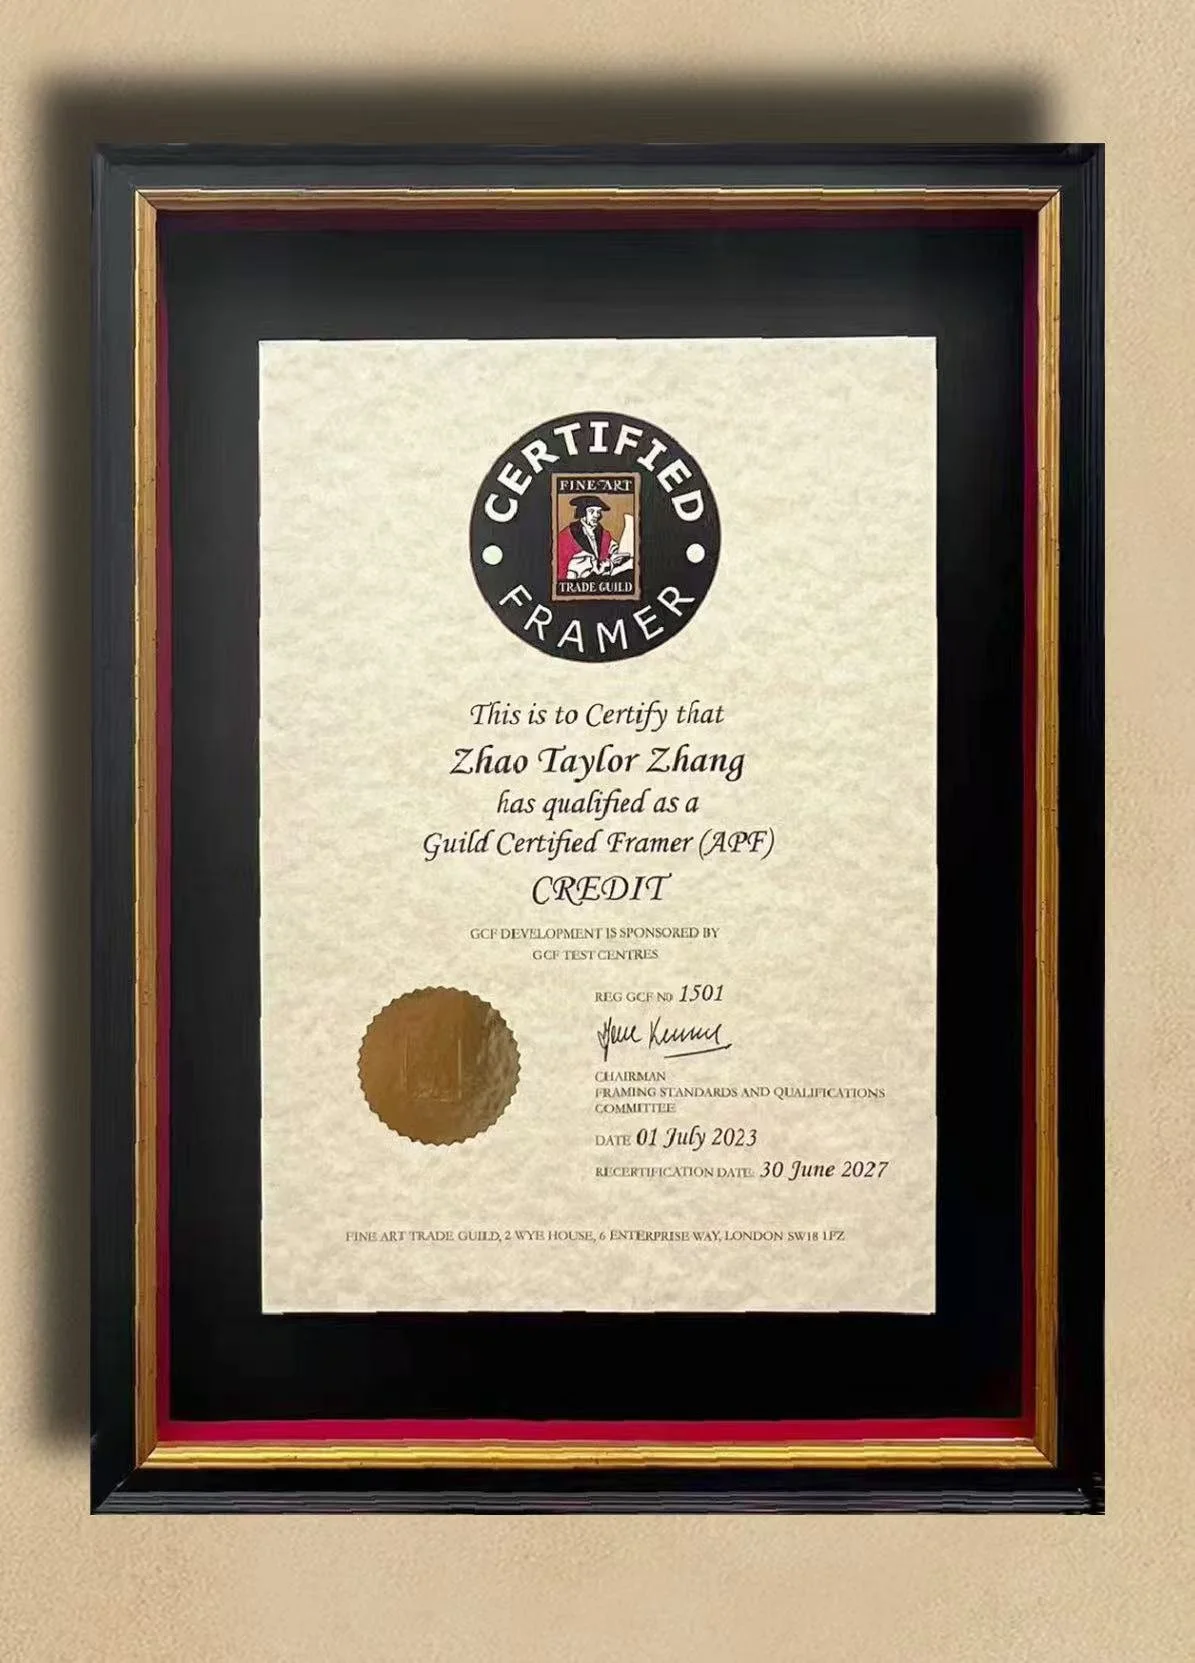 CERTIFIED
FINE ART
TRADE GUILD
FRAMER
This is to Certify that
Zhao Taylor Zhang
has qualified as a
Guild Certified Framer (APF)
CREDIT
GCF DEVELOPMENT IS SPONSORED BY
GCF TEST CENTRES
REG GCF NO 1501
CHAIRMAN
FRAMING STANDARDS AND QUALIFICATIONS
COMMITTEE
DATE 01 July 2023
RECERTIFICATION DATE: 30 June 2027
FINE ART TRADE GUILD, 2 WYE HOUSE, 6 ENTERPRISE WAY, LONDON SW18 1FZ